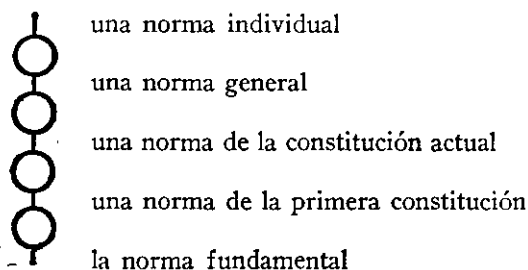 una norma individual
una norma general
una norma de la constitución actual
una norma de la primera constitución
la norma fundamental